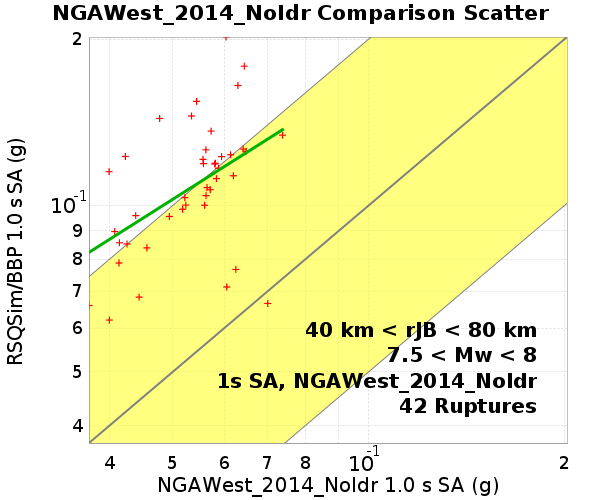 NGAWest_2014_NoIdr Comparison Scatter
RSQSim/BBP 1.0 s SA (g)
2
10⁻¹
9
8
7
6
5
4
40 km < rJB < 80 km
7.5 < Mw < 8
1s SA, NGAWest_2014_NoIdr
42 Ruptures
4 5 6 7 8 10⁻¹ 2
NGAWest_2014_NoIdr 1.0 s SA (g)